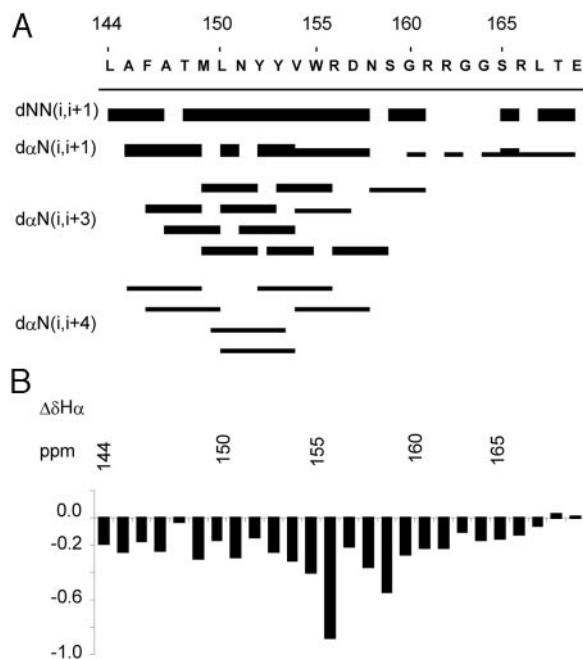 A
144 150 155 160 165
L A F A T M L N Y Y V W R D N S G R R G G S R L T E
dNN(i,i+1)
dαN(i,i+1)
dαN(i,i+3)
dαN(i,i+4)
B
ΔδHα
ppm
144 150 155 160 165
0.0
-0.2
-0.6
-1.0